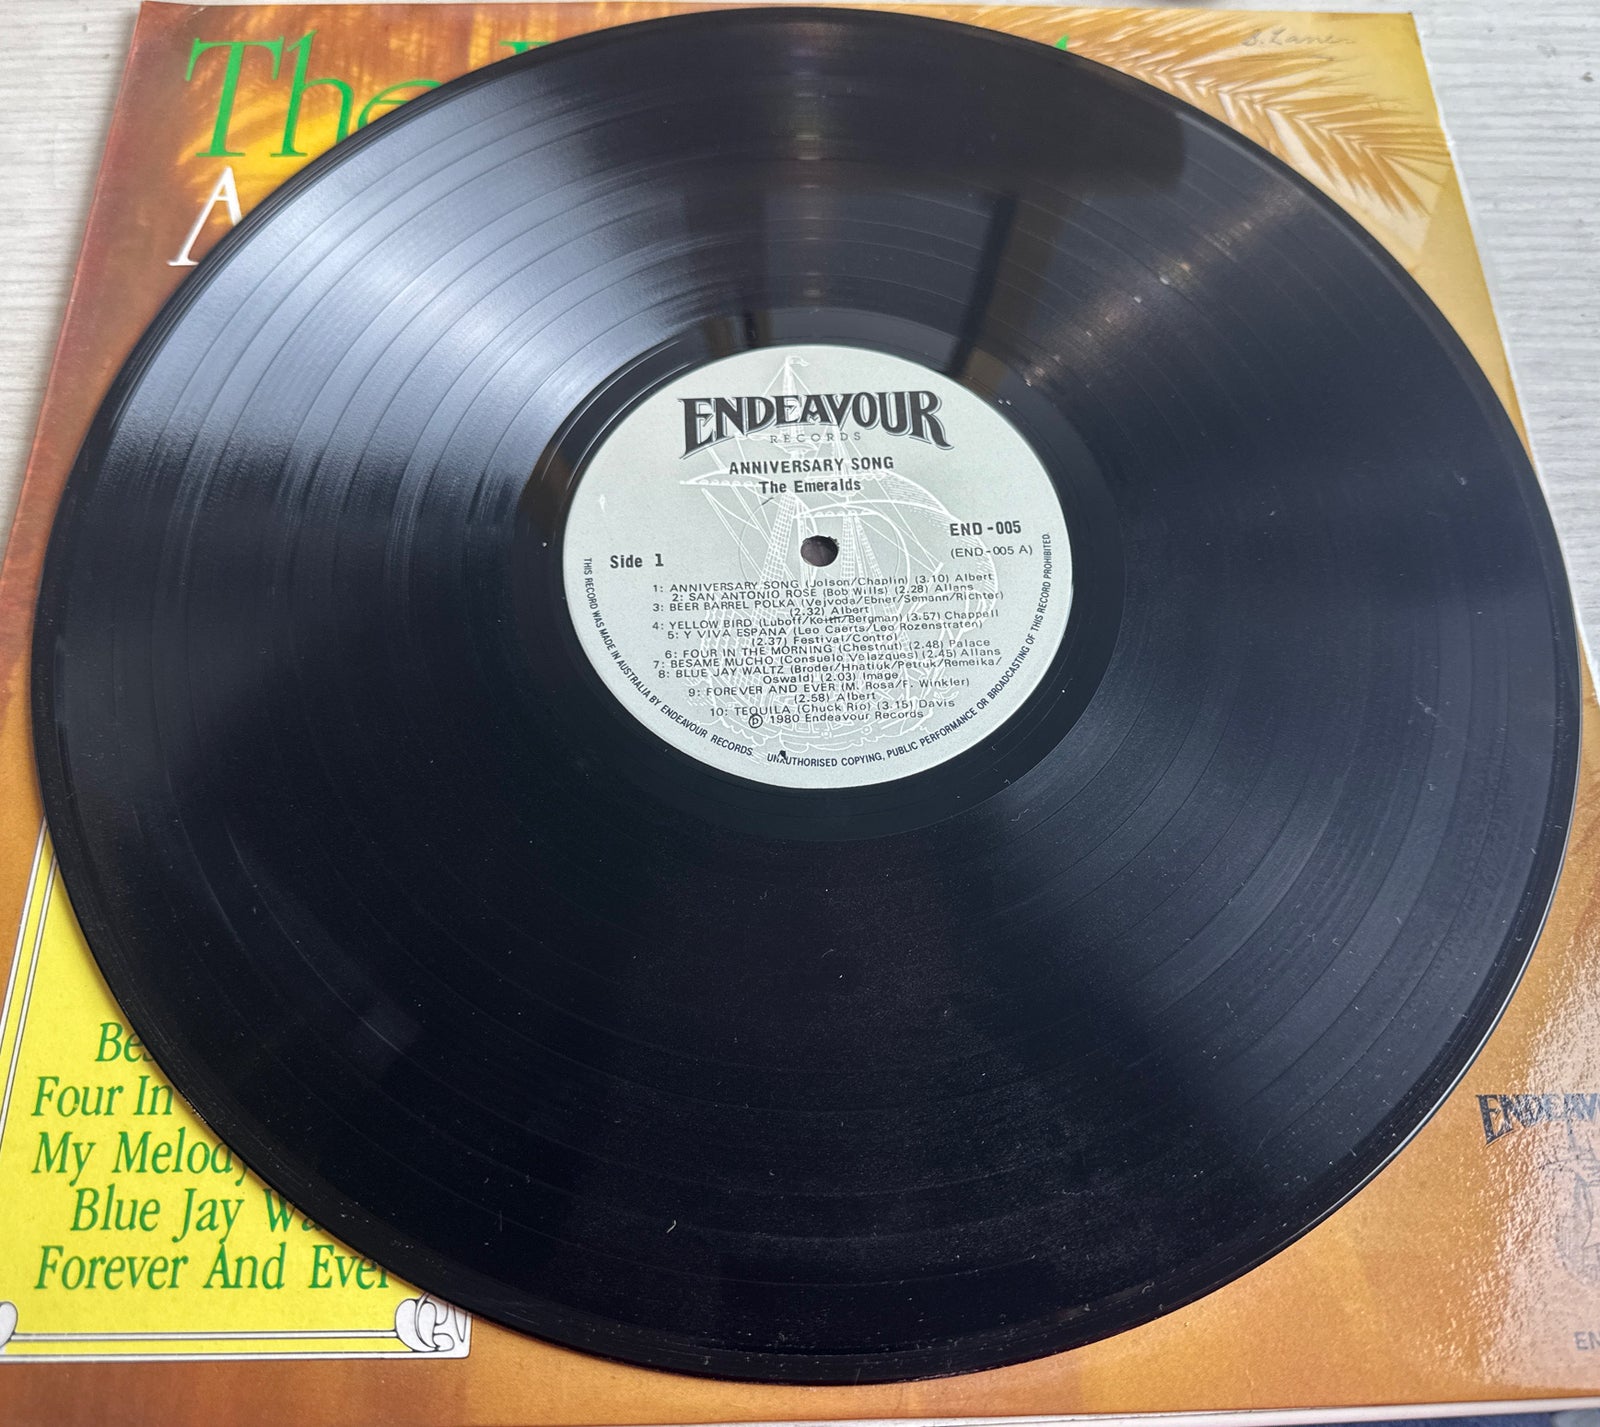 The
A
S. Lanen
ENDEAVOUR
RECORDS
ANNIVERSARY SONG
The Emeralds
END-005
(END-005 A)
Side 1
1: ANNIVERSARY SONG (Jolson/Chaplin) (3.10) Albert
2: SAN ANTONIO ROSE (Bob Wills) (2.28) Allans
3: BEER BARREL POLKA (Vejvoda/Ebner/Semann/Richter)
(2.32) Albert
4: YELLOW BIRD (Luboff/Keith/Bergman) (3.57) Chappell
5: Y VIVA ESPANA (Leo Caerts/Leo Rozenstraten)
(2.37) Festival/Control
6: FOUR IN THE MORNING (Chestnut) (2.48) Palace
7: BESAME MUCHO (Consuelo Velazques) (2.45) Allans
8: BLUE JAY WALTZ (Broder/Hnatiuk/Petruk/Remeika/
Oswald) (2.03) Image
9: FOREVER AND EVER (M. Rosa/F. Winkler)
(2.58) Albert
10: TEQUILA (Chuck Rio) (3.15) Davis
Ⓟ 1980 Endeavour Records
THIS RECORD WAS MADE IN AUSTRALIA BY ENDEAVOUR RECORDS. UNAUTHORISED COPYING, PUBLIC PERFORMANCE OR BROADCASTING OF THIS RECORD PROHIBITED.
Bes
Four In
My Melody
Blue Jay Wa
Forever And Ever
ENDEAVO
EN